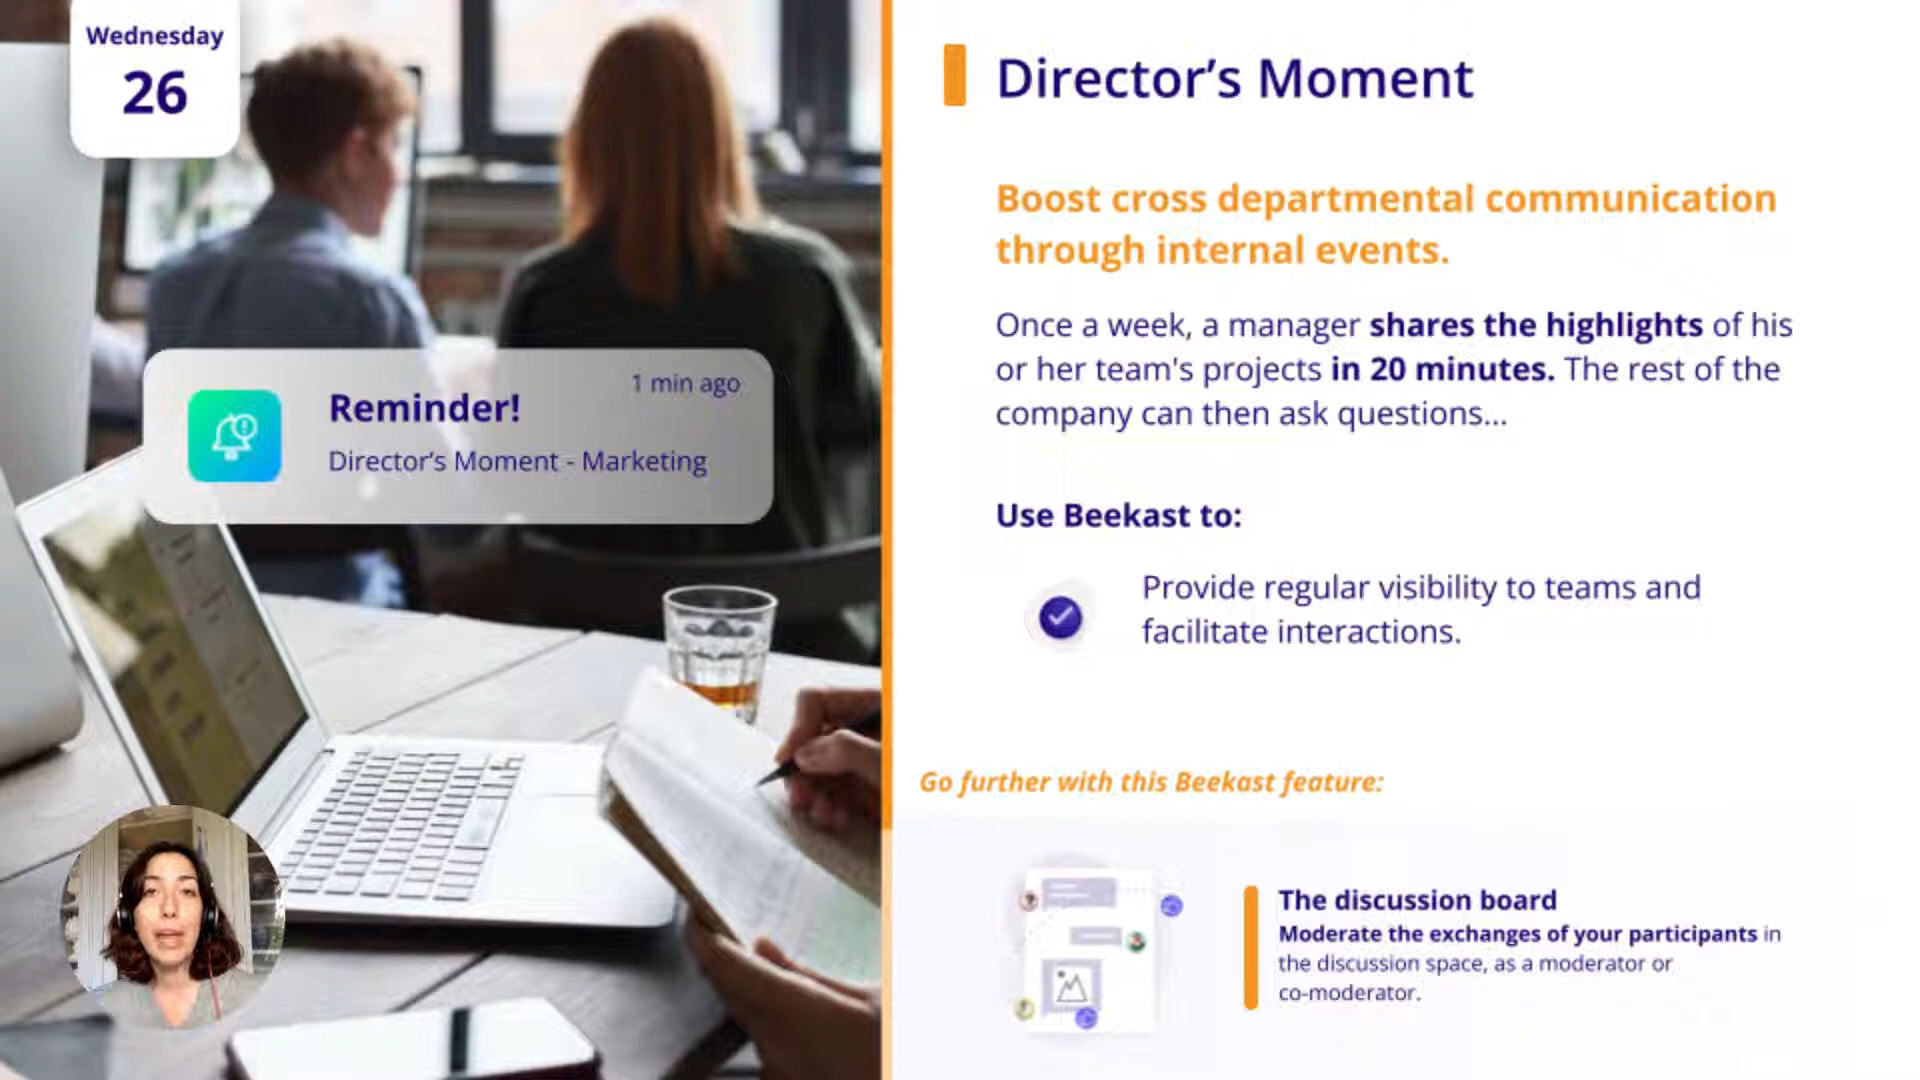 Wednesday
26
Reminder!
1 min ago
Director's Moment - Marketing
Director's Moment
Boost cross departmental communication
through internal events.
Once a week, a manager shares the highlights of his
or her team's projects in 20 minutes. The rest of the
company can then ask questions...
Use Beekast to:
Provide regular visibility to teams and
facilitate interactions.
Go further with this Beekast feature:
The discussion board
Moderate the exchanges of your participants in
the discussion space, as a moderator or
co-moderator.